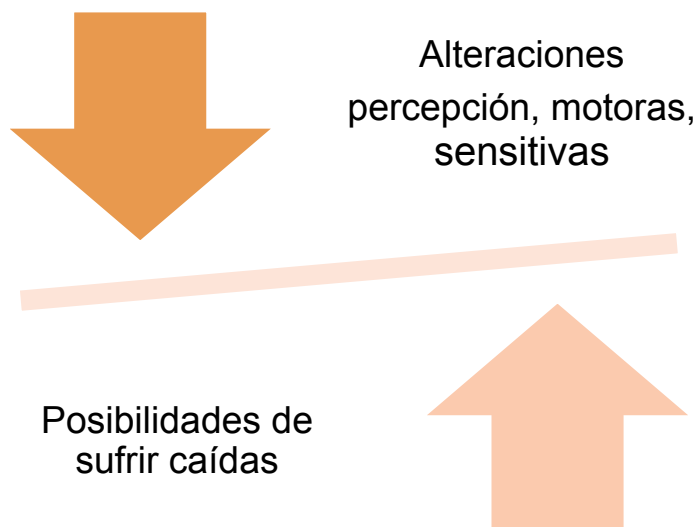 Alteraciones
percepción, motoras,
sensitivas
Posibilidades de
sufrir caídas